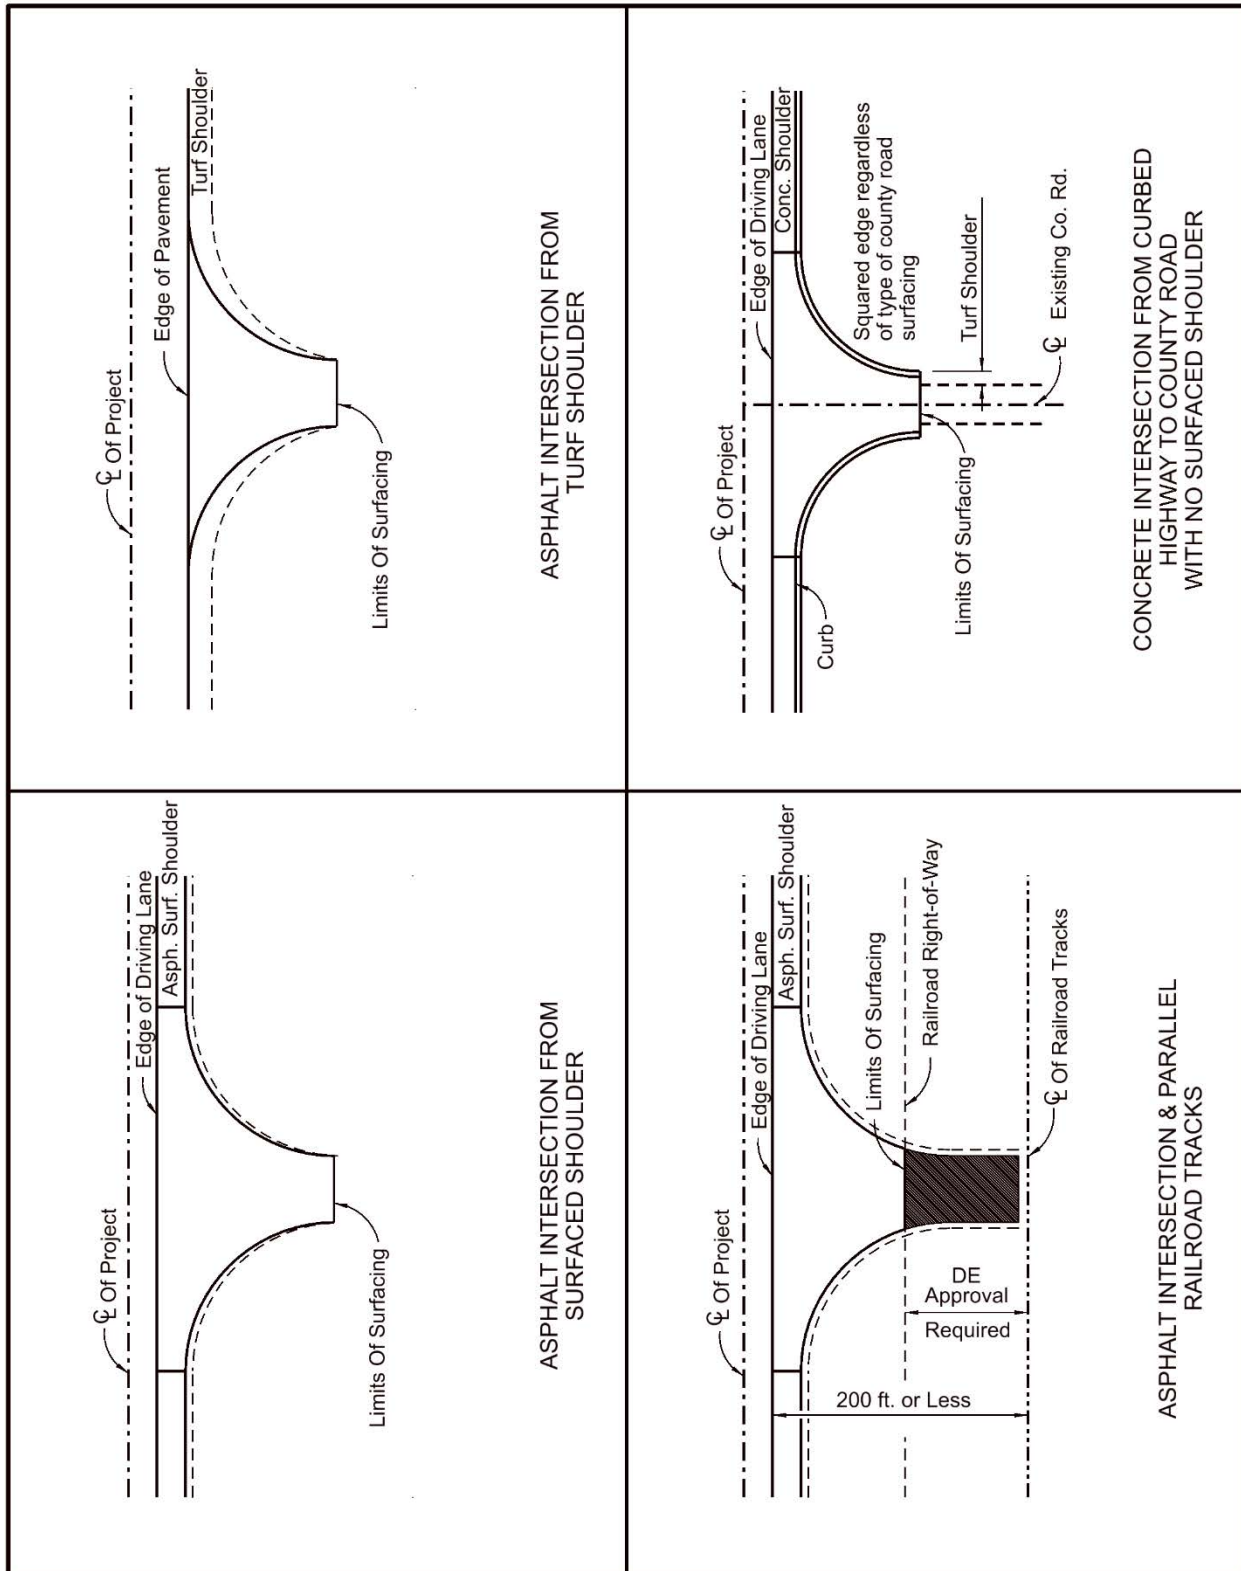 ℄ Of Project
Edge of Driving Lane
Asph. Surf. Shoulder
Limits Of Surfacing
ASPHALT INTERSECTION FROM
SURFACED SHOULDER
℄ Of Project
Edge of Pavement
Turf Shoulder
Limits Of Surfacing
ASPHALT INTERSECTION FROM
TURF SHOULDER
℄ Of Project
Edge of Driving Lane
Asph. Surf. Shoulder
Limits Of Surfacing
Railroad Right-of-Way
DE
Approval
Required
200 ft. or Less
℄ Of Railroad Tracks
ASPHALT INTERSECTION & PARALLEL
RAILROAD TRACKS
℄ Of Project
Edge of Driving Lane
Conc. Shoulder
Curb
Squared edge regardless
of type of county road
surfacing
Limits Of Surfacing
Turf Shoulder
℄ Existing Co. Rd.
CONCRETE INTERSECTION FROM CURBED
HIGHWAY TO COUNTY ROAD
WITH NO SURFACED SHOULDER